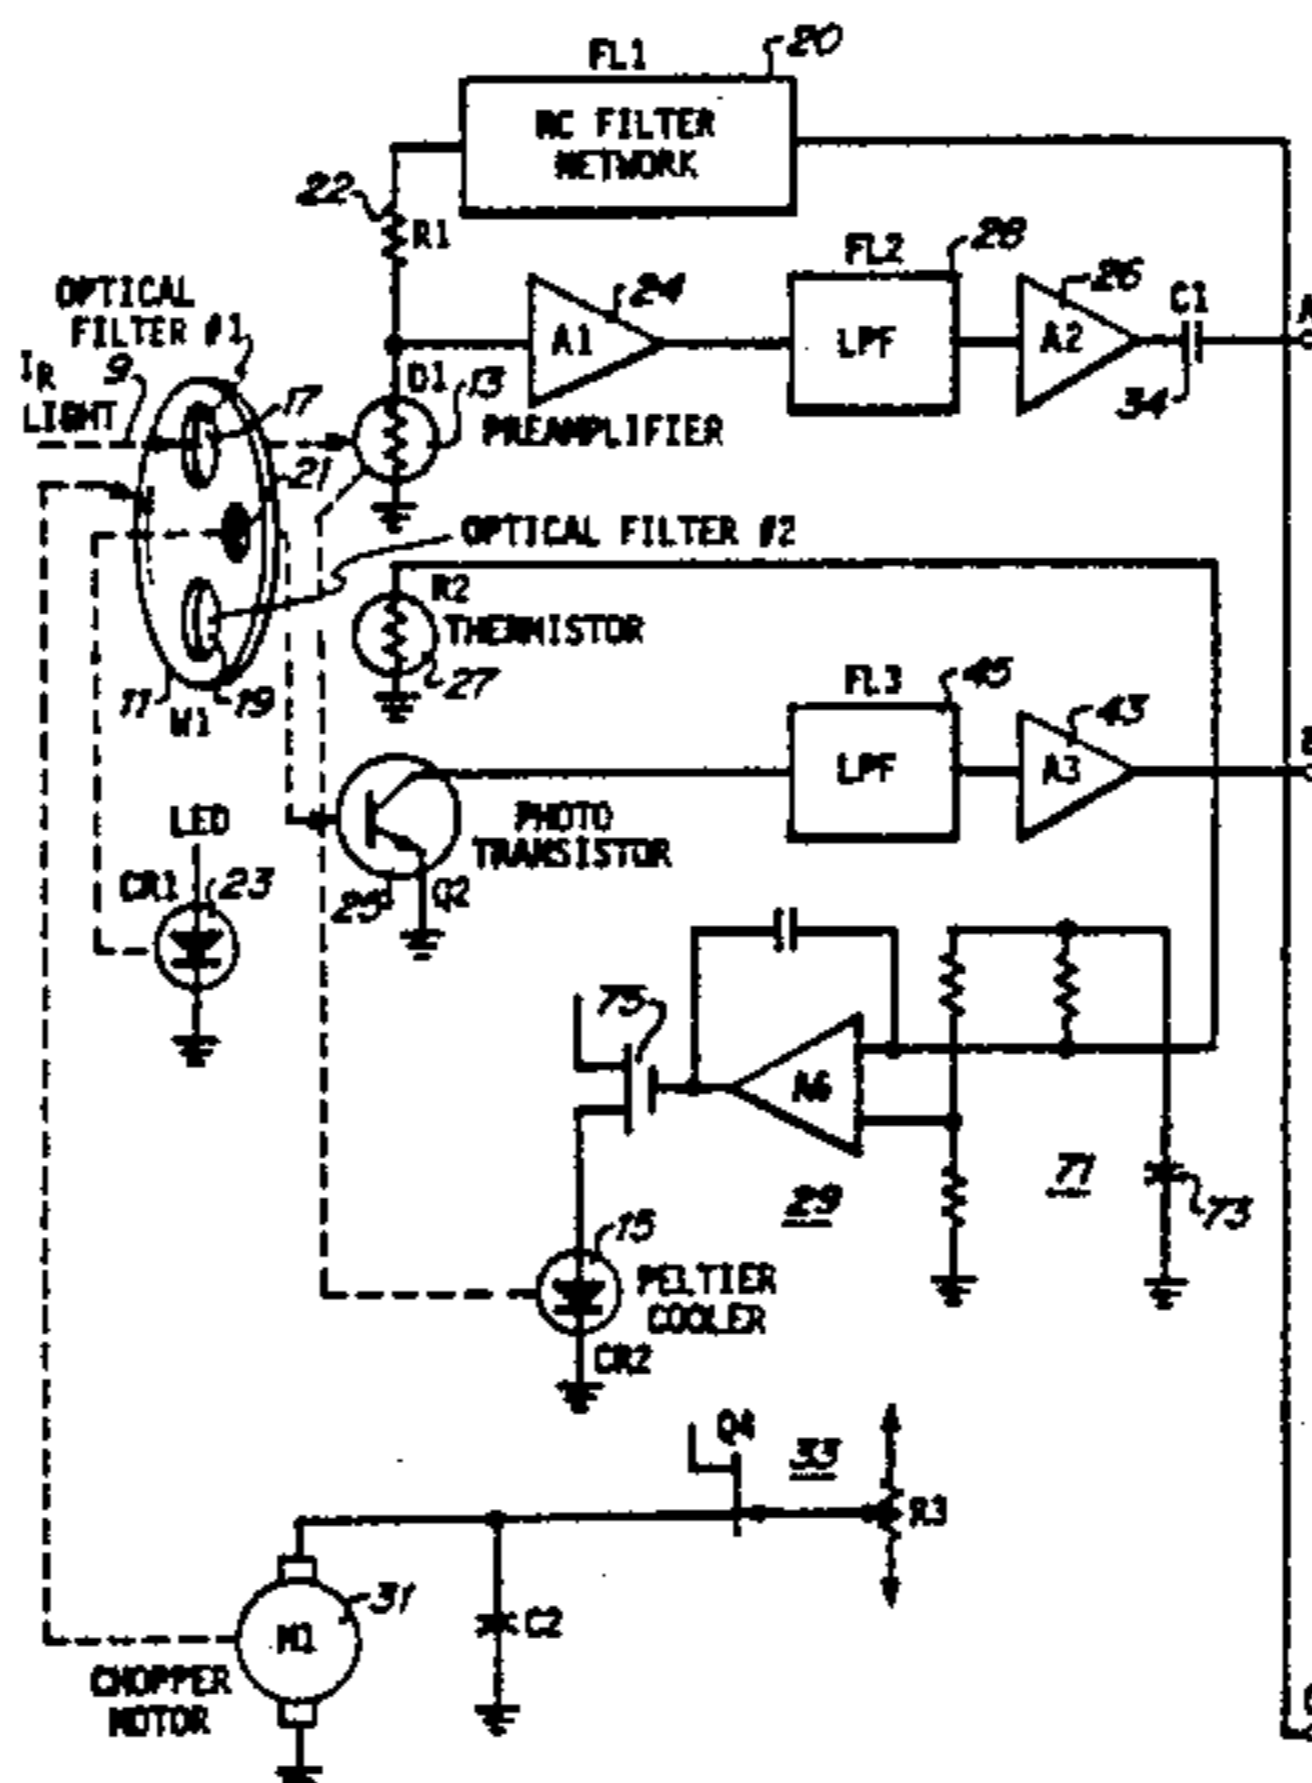 FL1
20
RC FILTER
NETWORK
22
R1
FL2
28
24
26
C1
OPTICAL
FILTER #1
A1
LPF
A2
A
IR
LIGHT
9
17
D1
13
PREAMPLIFIER
34
21
OPTICAL FILTER #2
R2
THERMISTOR
27
11
19
W1
FL3
45
43
LPF
A3
B
LED
PHOTO
TRANSISTOR
CR1
23
25
Q2
75
A6
29
71
73
15
PELTIER
COOLER
CR2
Q4
33
R3
31
M1
C2
CHOPPER
MOTOR